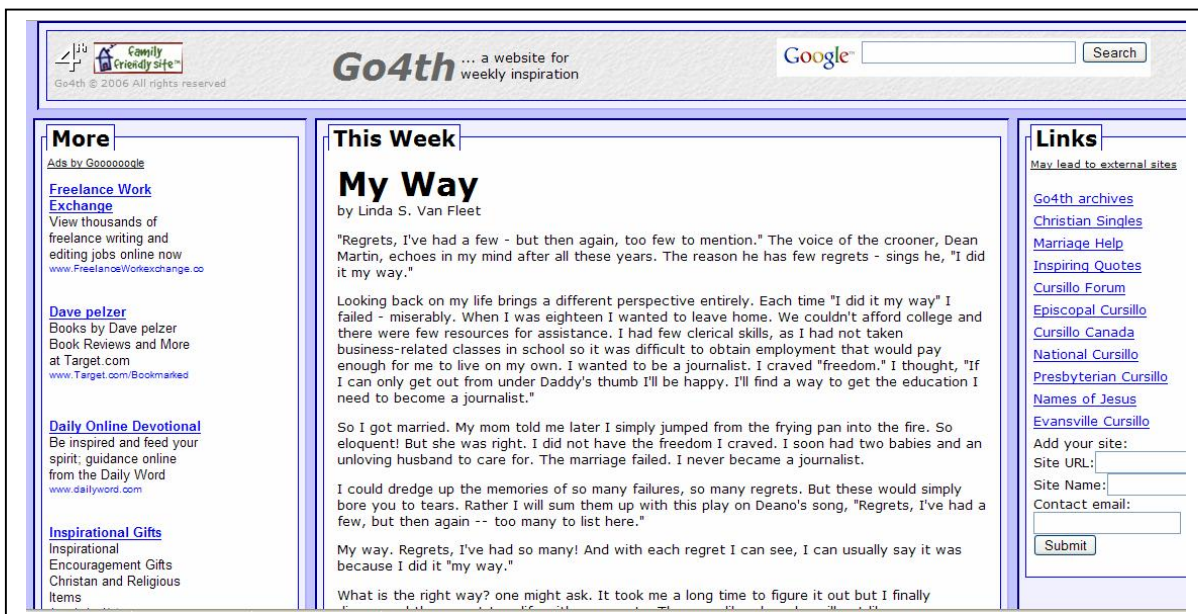 4th
family
friendly site™
Go4th © 2006 All rights reserved
Go4th
... a website for
weekly inspiration
Google™
Search
More
Ads by Goooooogle
Freelance Work
Exchange
View thousands of
freelance writing and
editing jobs online now
www.FreelanceWorkexchange.co
Dave pelzer
Books by Dave pelzer
Book Reviews and More
at Target.com
www.Target.com/Bookmarked
Daily Online Devotional
Be inspired and feed your
spirit; guidance online
from the Daily Word
www.dailyword.com
Inspirational Gifts
Inspirational
Encouragement Gifts
Christan and Religious
Items
This Week
My Way
by Linda S. Van Fleet
"Regrets, I've had a few - but then again, too few to mention." The voice of the crooner, Dean
Martin, echoes in my mind after all these years. The reason he has few regrets - sings he, "I did
it my way."
Looking back on my life brings a different perspective entirely. Each time "I did it my way" I
failed - miserably. When I was eighteen I wanted to leave home. We couldn't afford college and
there were few resources for assistance. I had few clerical skills, as I had not taken
business-related classes in school so it was difficult to obtain employment that would pay
enough for me to live on my own. I wanted to be a journalist. I craved "freedom." I thought, "If
I can only get out from under Daddy's thumb I'll be happy. I'll find a way to get the education I
need to become a journalist."
So I got married. My mom told me later I simply jumped from the frying pan into the fire. So
eloquent! But she was right. I did not have the freedom I craved. I soon had two babies and an
unloving husband to care for. The marriage failed. I never became a journalist.
I could dredge up the memories of so many failures, so many regrets. But these would simply
bore you to tears. Rather I will sum them up with this play on Deano's song, "Regrets, I've had a
few, but then again -- too many to list here."
My way. Regrets, I've had so many! And with each regret I can see, I can usually say it was
because I did it "my way."
What is the right way? one might ask. It took me a long time to figure it out but I finally
Links
May lead to external sites
Go4th archives
Christian Singles
Marriage Help
Inspiring Quotes
Cursillo Forum
Episcopal Cursillo
Cursillo Canada
National Cursillo
Presbyterian Cursillo
Names of Jesus
Evansville Cursillo
Add your site:
Site URL:
Site Name:
Contact email:
Submit